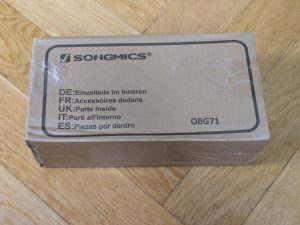 SONGMICS®
DE:Einzelteile im Inneren
FR:Accessoires dedens
UK:Parts inside
IT:Parti all'interno
ES:Piezas por dentro
OBG71